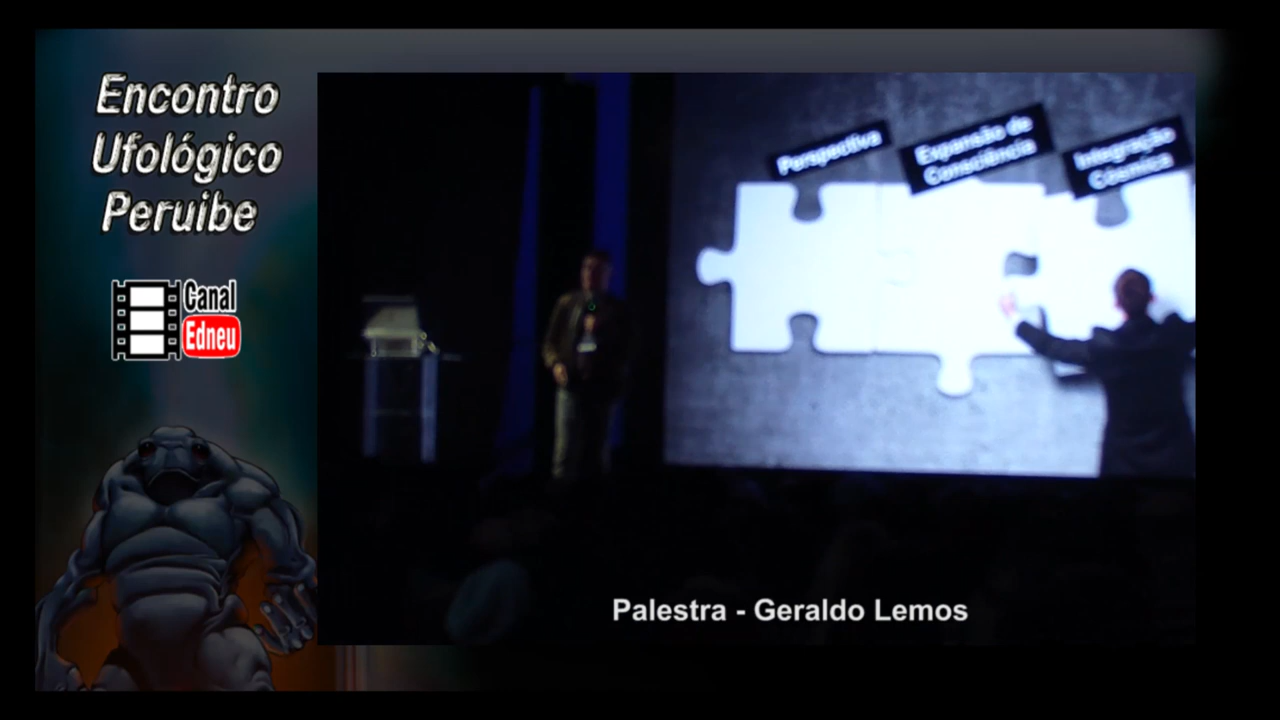 Encontro
Ufológico
Peruibe
Canal
Edneu
Perspectiva
Expansão de
Consciência
Integração
Cósmica
Palestra - Geraldo Lemos